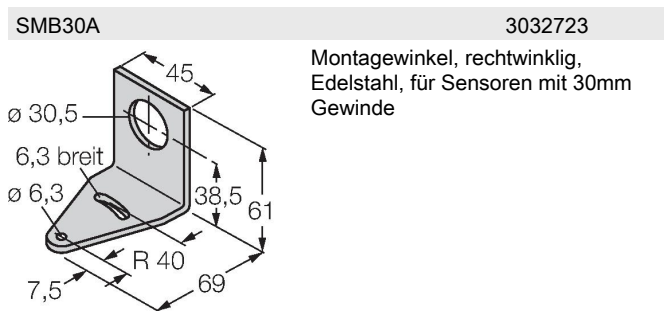 SMB30A 3032723
Montagewinkel, rechtwinklig,
Edelstahl, für Sensoren mit 30mm
Gewinde
45
ø 30,5
6,3 breit
ø 6,3
38,5
61
R 40
7,5
69